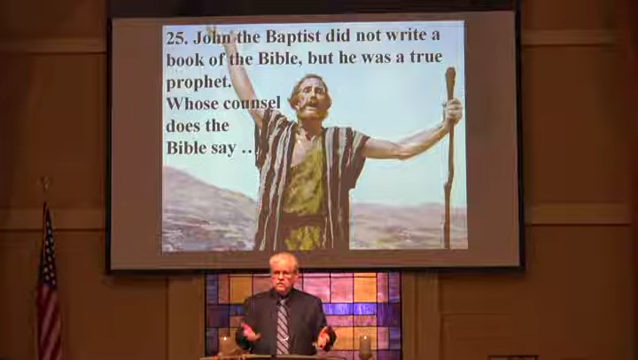 25. John the Baptist did not write a
book of the Bible, but he was a true
prophet.
Whose counsel
does the
Bible say …